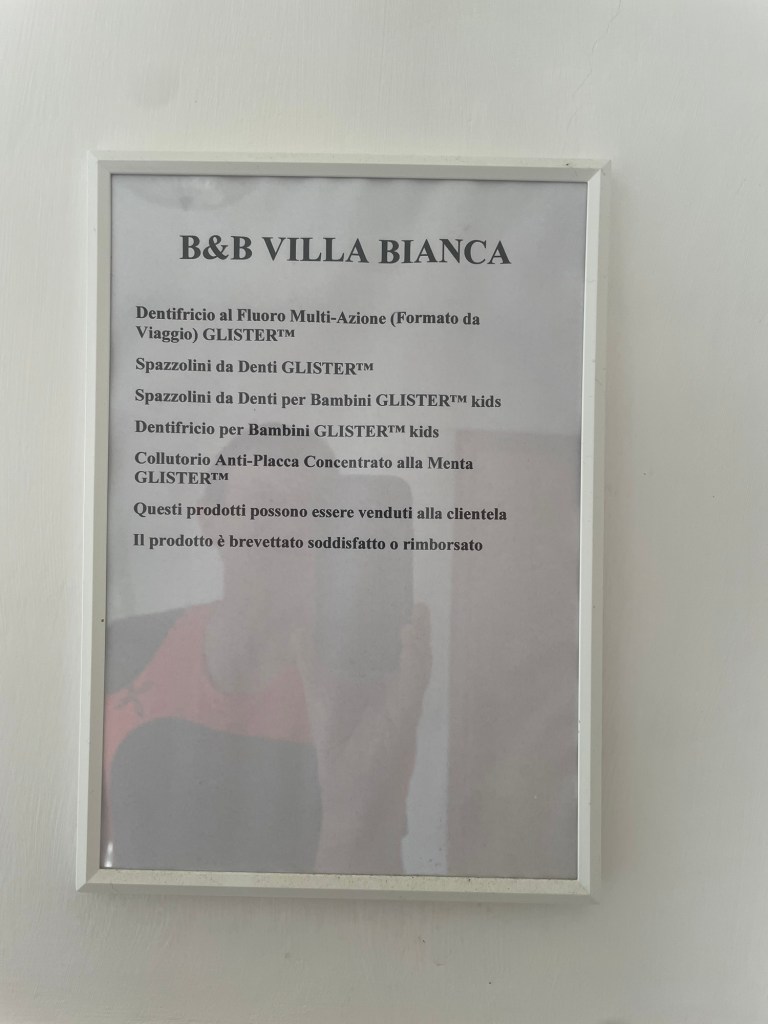 B&B VILLA BIANCA
Dentifricio al Fluoro Multi-Azione (Formato da
Viaggio) GLISTER™
Spazzolini da Denti GLISTER™
Spazzolini da Denti per Bambini GLISTER™ kids
Dentifricio per Bambini GLISTER™ kids
Collutorio Anti-Placca Concentrato alla Menta
GLISTER™
Questi prodotti possono essere venduti alla clientela
Il prodotto è brevettato soddisfatto o rimborsato